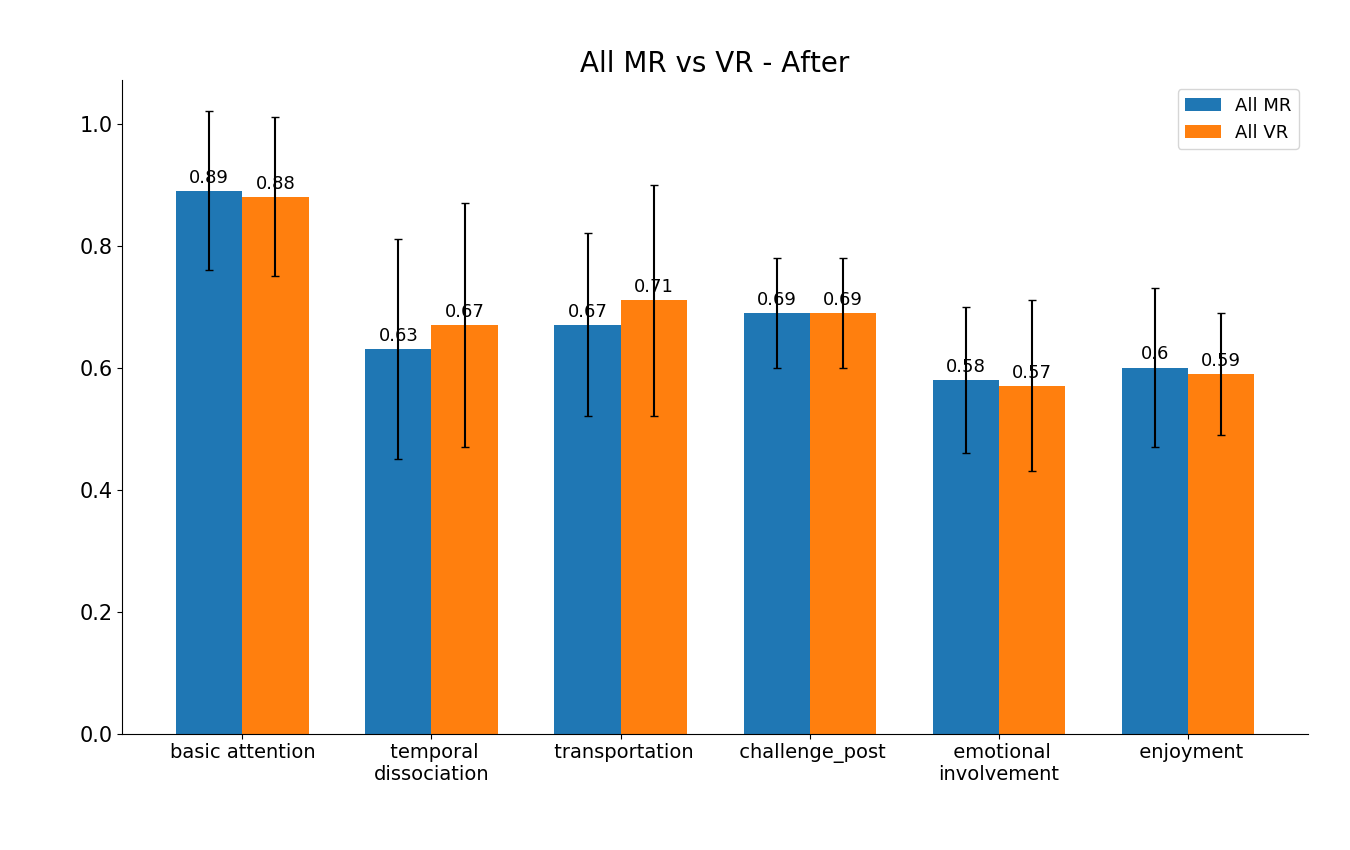 All MR vs VR - After
All MR
All VR
1.0
0.8
0.6
0.4
0.2
0.0
0.89
0.88
0.63
0.67
0.67
0.71
0.69
0.69
0.58
0.57
0.6
0.59
basic attention
temporal
dissociation
transportation
challenge_post
emotional
involvement
enjoyment